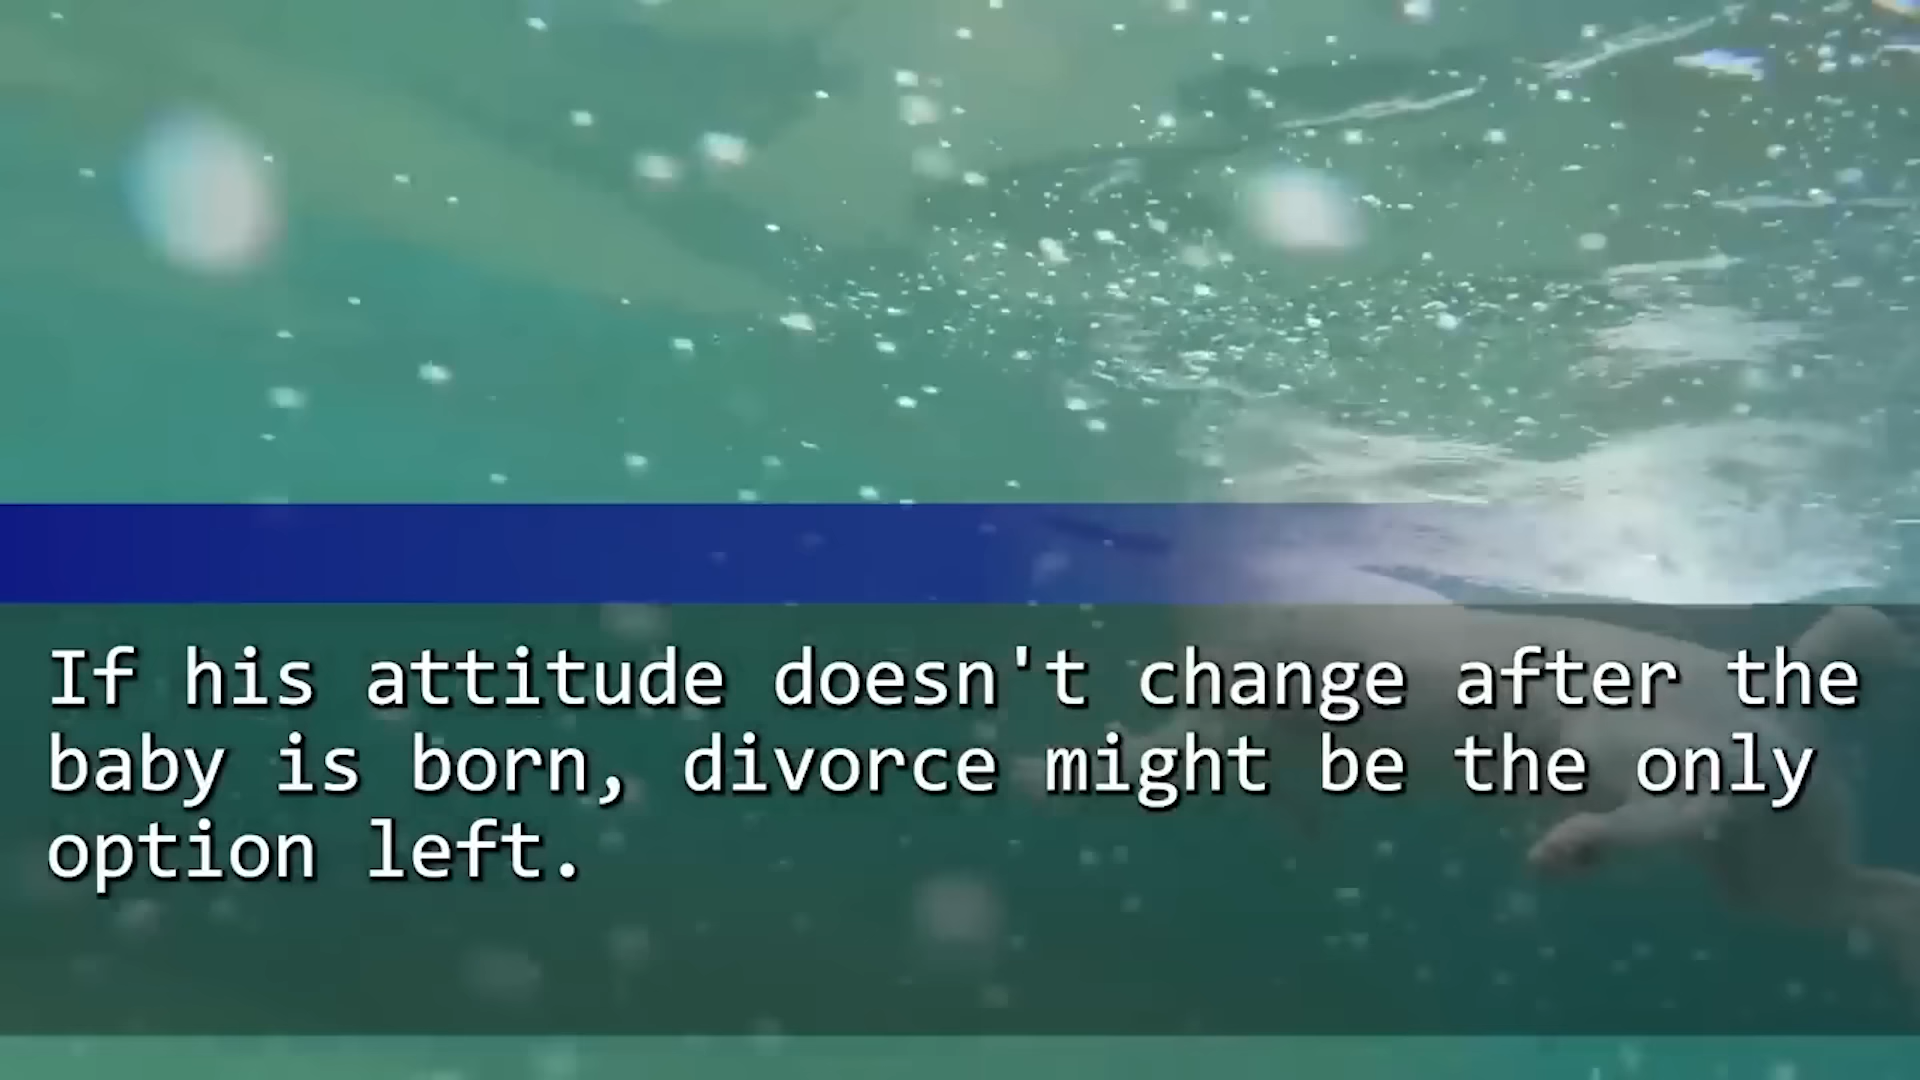 If his attitude doesn't change after the
baby is born, divorce might be the only
option left.